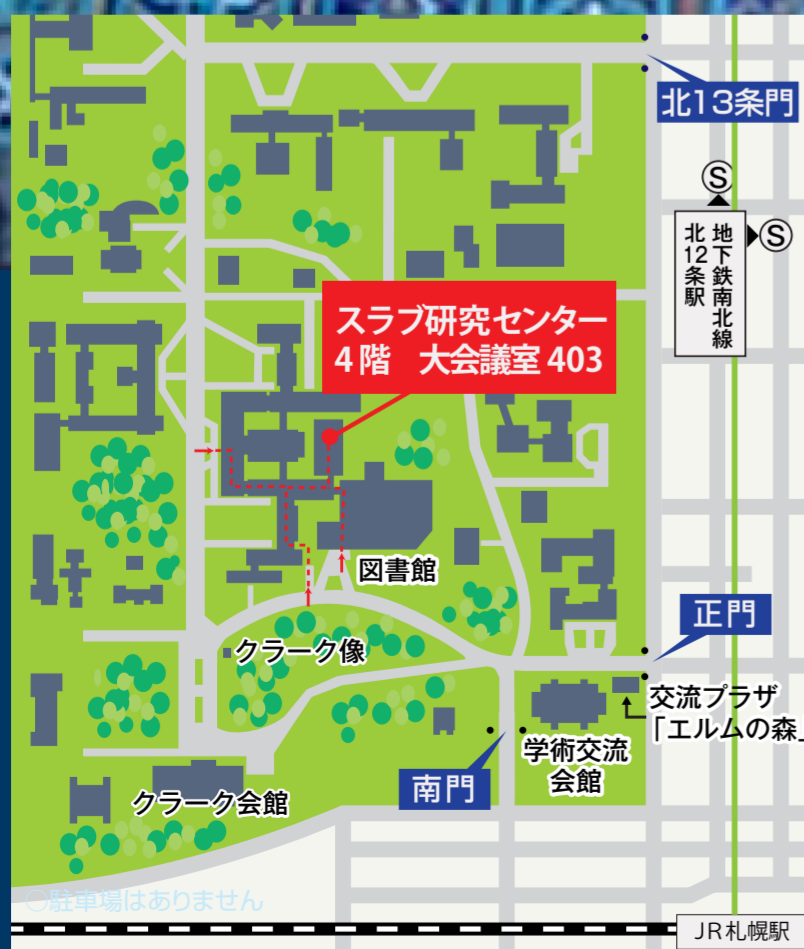 北13条門
Ⓢ
Ⓢ
地下鉄南北線
北12条駅
スラブ研究センター
4階　大会議室 403
図書館
正門
クラーク像
交流プラザ
「エルムの森」
学術交流
会館
南門
クラーク会館
○駐車場はありません
JR札幌駅